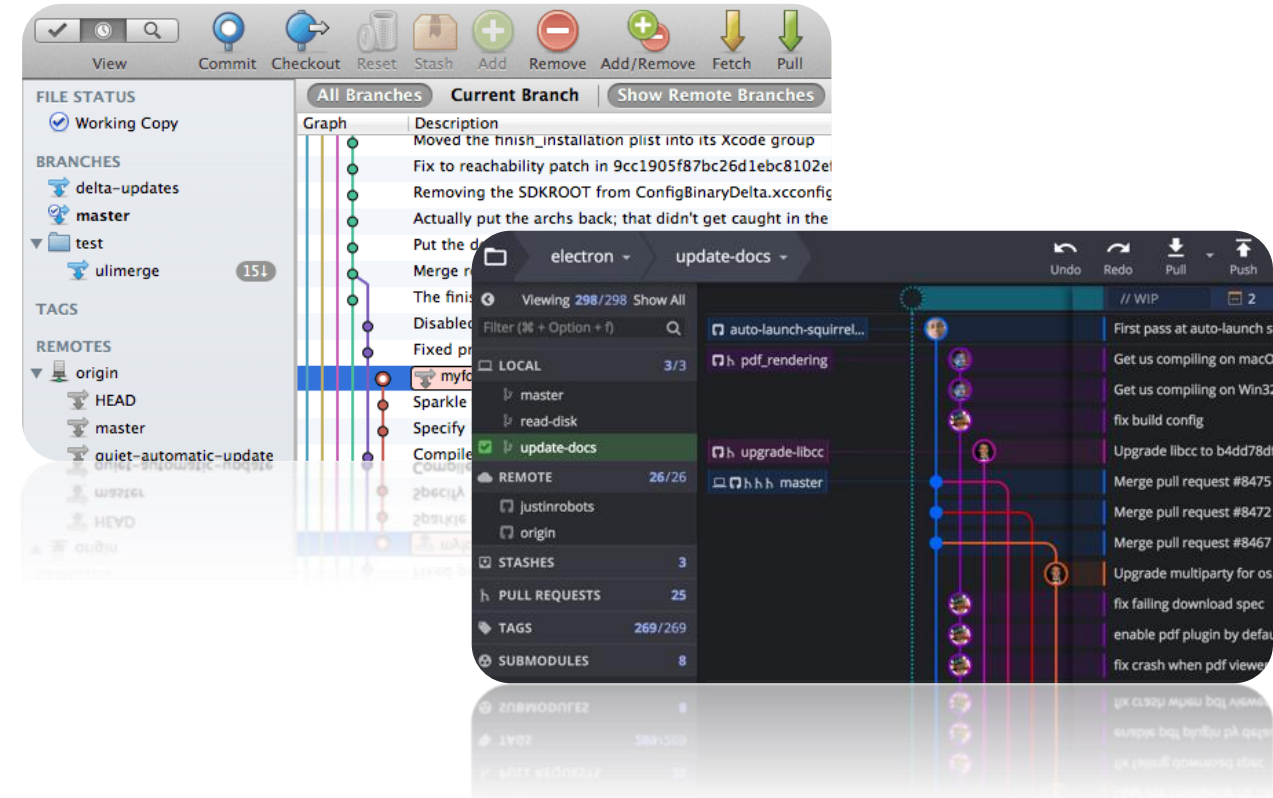 View Commit Checkout Reset Stash Add Remove Add/Remove Fetch Pull
FILE STATUS
Working Copy
BRANCHES
delta-updates
master
test
ulimerge 15↓
TAGS
REMOTES
origin
HEAD
master
quiet-automatic-update
All Branches Current Branch Show Remote Branches
Graph Description
Moved the finish_installation plist into its Xcode group
Fix to reachability patch in 9cc1905f87bc26d1ebc8102ef
Removing the SDKROOT from ConfigBinaryDelta.xcconfig
Actually put the archs back; that didn't get caught in the
Put the d
Merge r
The finis
Disabled
Fixed pr
myfo
Sparkle
Specify
Compile
electron update-docs Undo Redo Pull Push
Viewing 298/298 Show All
Filter (⌘ + Option + f)
LOCAL 3/3
master
read-disk
update-docs
REMOTE 26/26
justinrobots
origin
STASHES 3
PULL REQUESTS 25
TAGS 269/269
SUBMODULES 8
auto-launch-squirrel...
pdf_rendering
upgrade-libcc
master
// WIP 2
First pass at auto-launch s
Get us compiling on macO
Get us compiling on Win32
fix build config
Upgrade libcc to b4dd78df
Merge pull request #8475
Merge pull request #8472
Merge pull request #8467
Upgrade multiparty for os
fix failing download spec
enable pdf plugin by defau
fix crash when pdf viewer